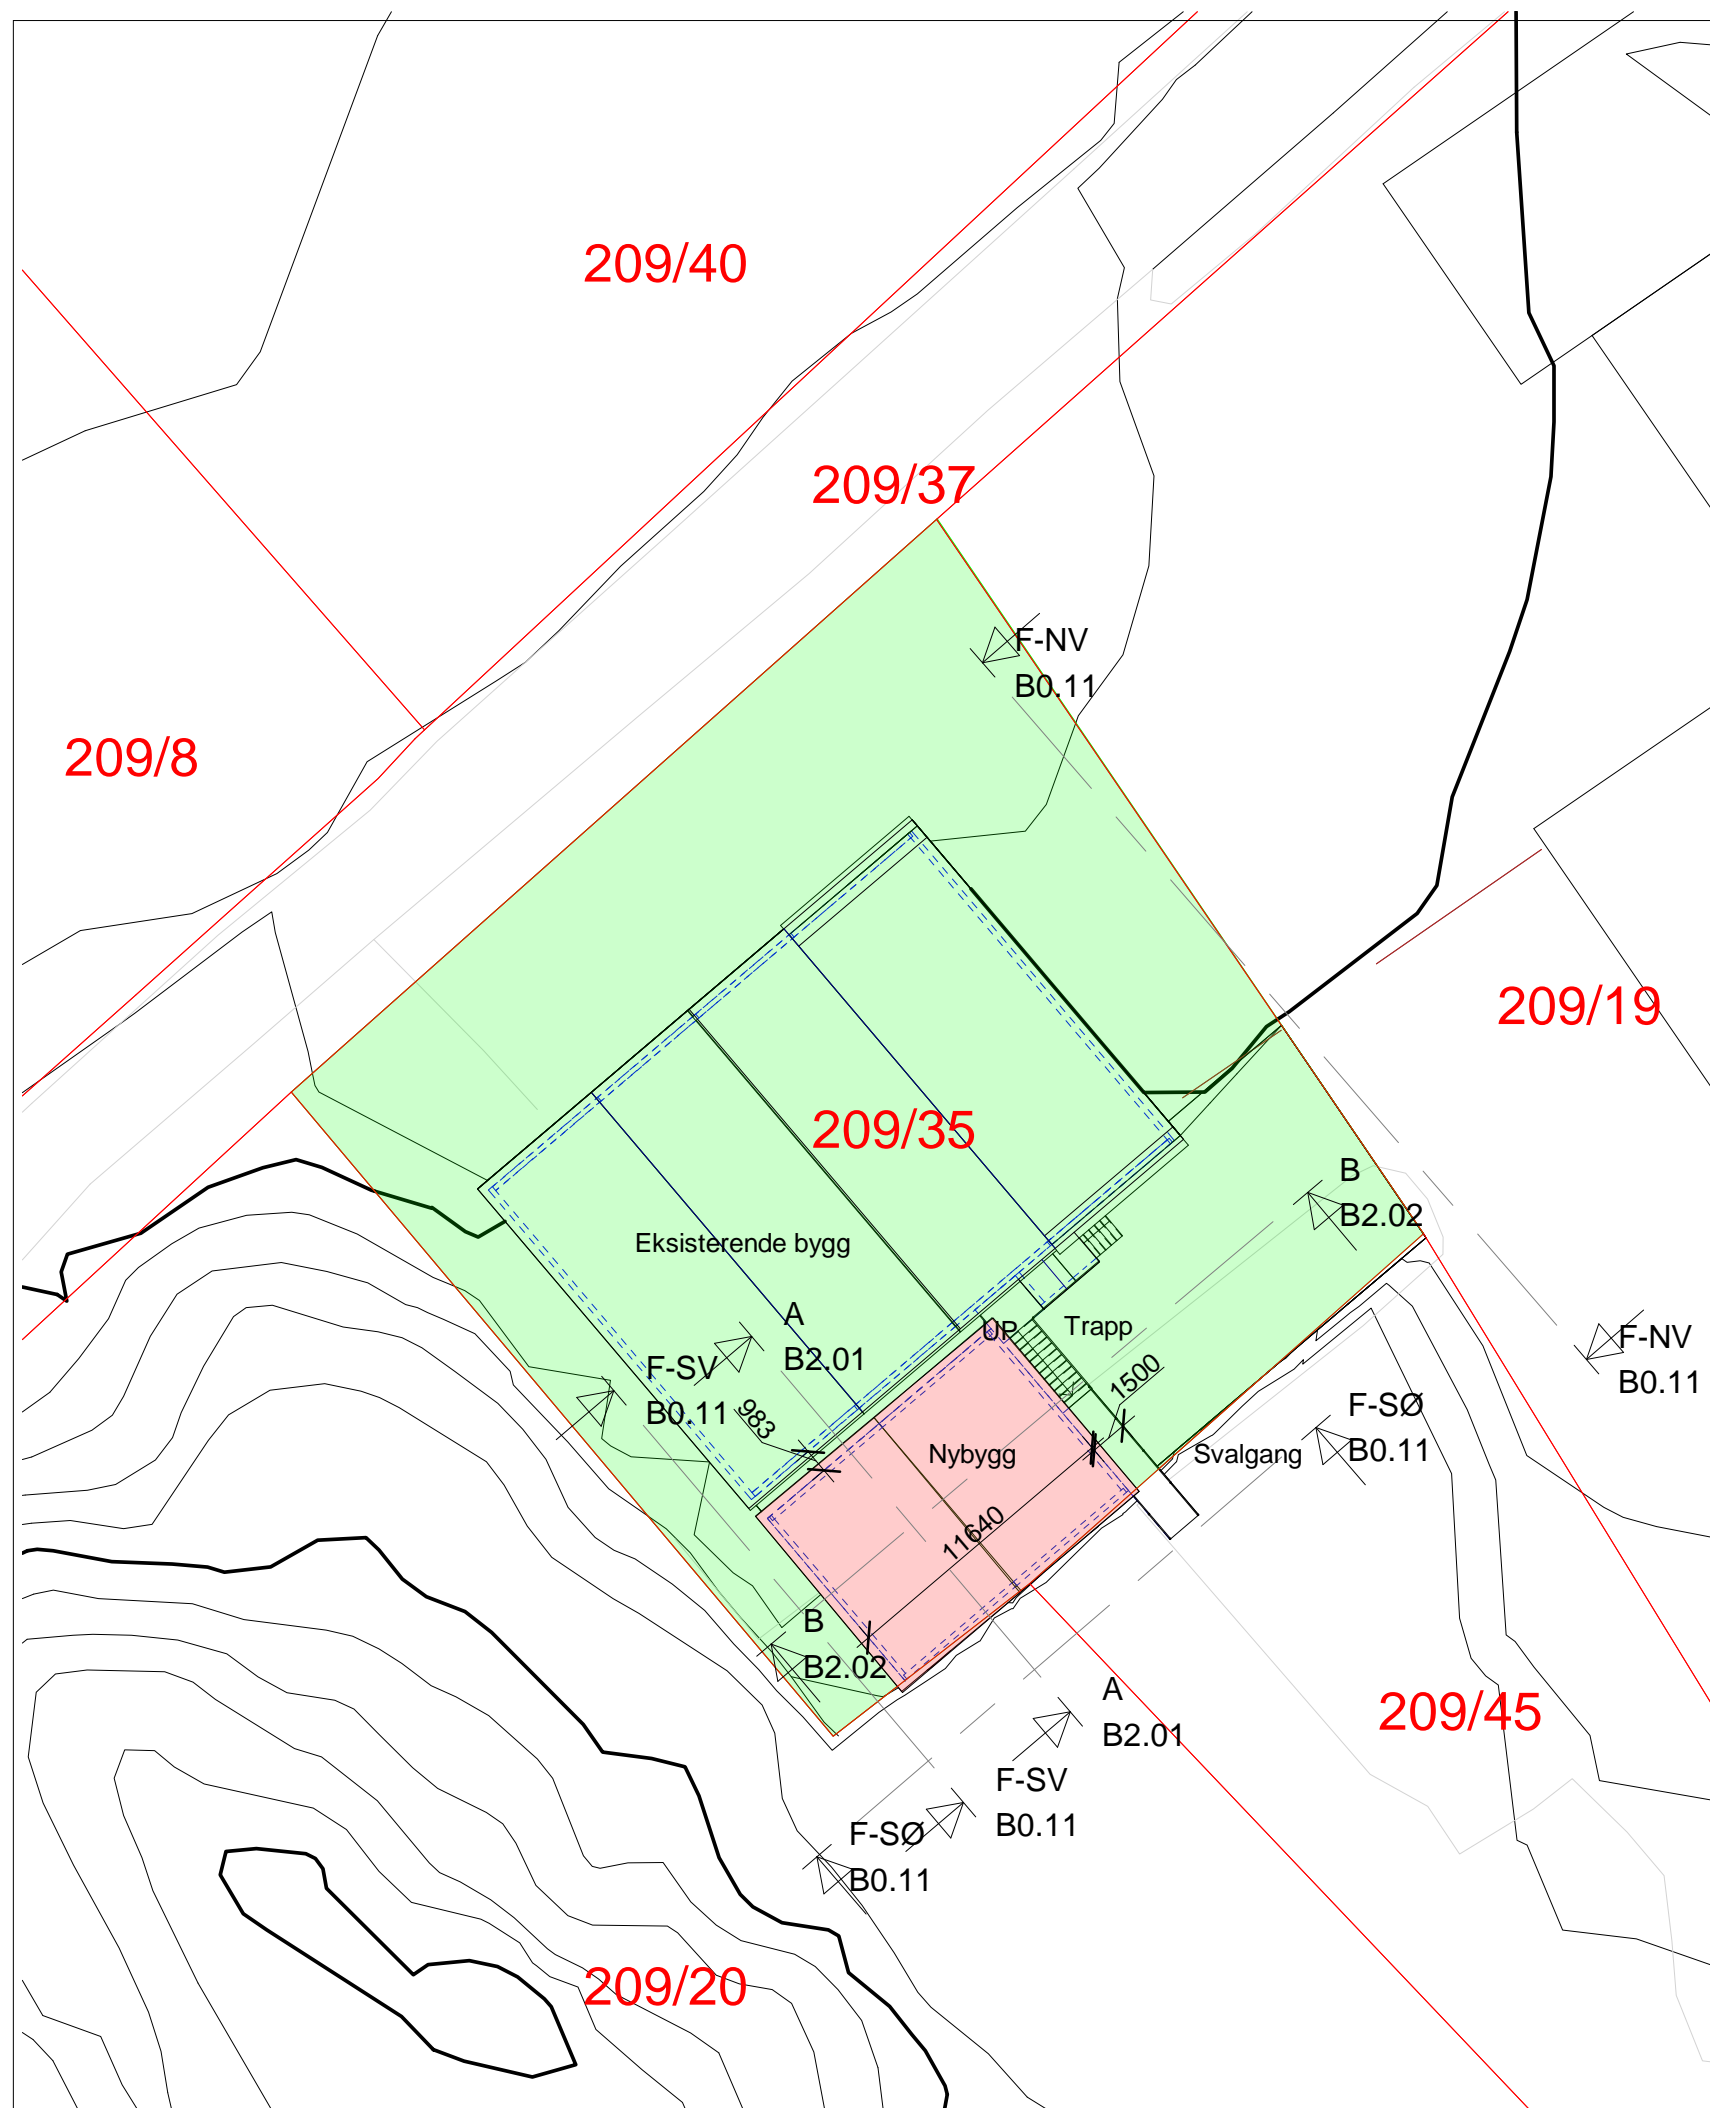 209/40
209/37
F-NV
B0.11
209/8
209/19
209/35
B
B2.02
Eksisterende bygg
A
B2.01
UP
Trapp
F-NV
B0.11
F-SV
B0.11
983
1500
F-SØ
B0.11
Nybygg
Svalgang
11640
B
B2.02
A
B2.01
209/45
F-SV
B0.11
F-SØ
B0.11
209/20